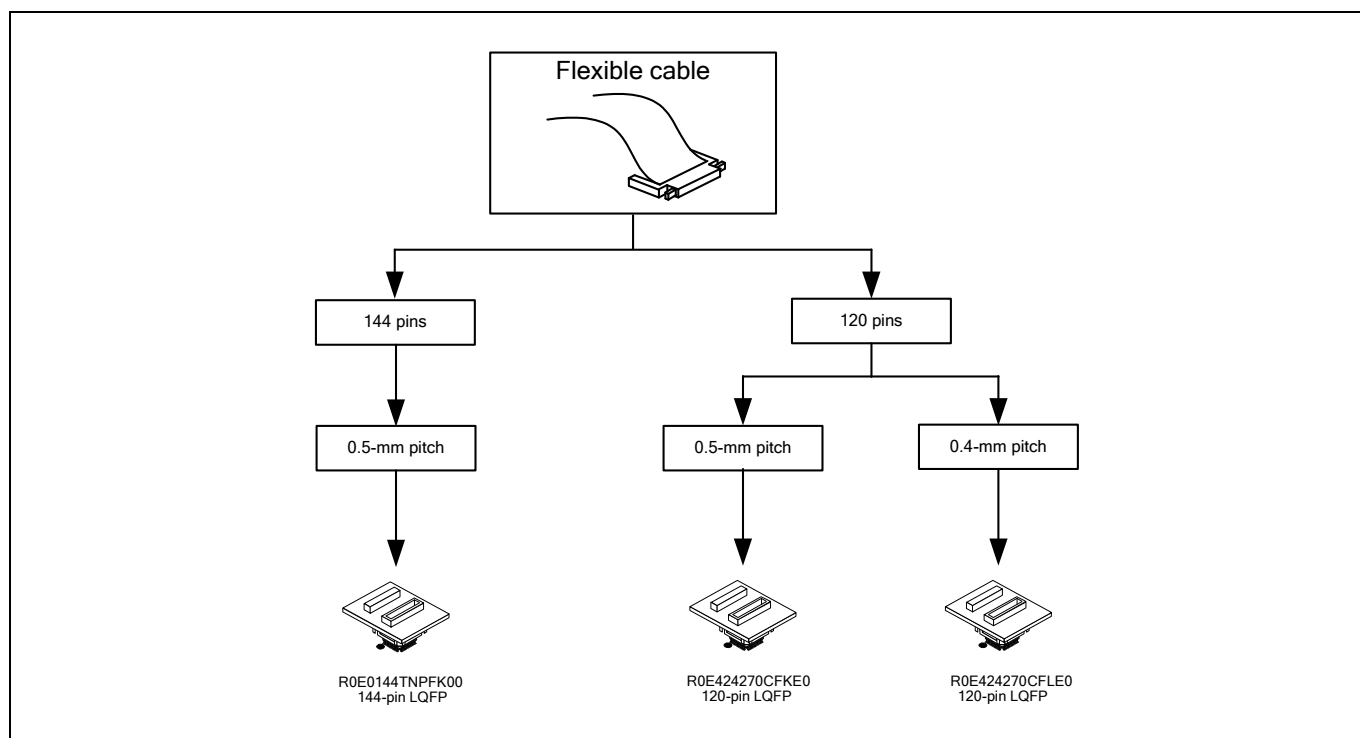 Flexible cable
144 pins
120 pins
0.5-mm pitch
0.5-mm pitch
0.4-mm pitch
R0E0144TNPFK00
144-pin LQFP
R0E424270CFKE0
120-pin LQFP
R0E424270CFLE0
120-pin LQFP